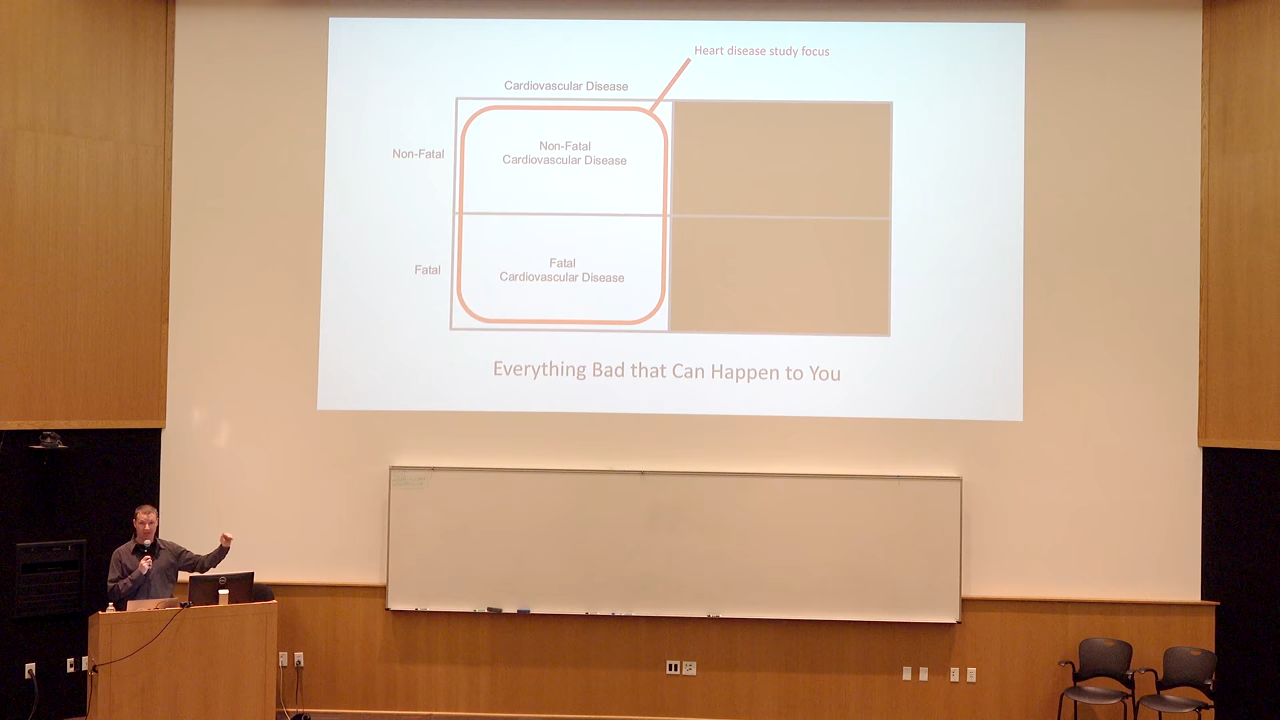 Heart disease study focus
Cardiovascular Disease
Non-Fatal
Non-Fatal
Cardiovascular Disease
Fatal
Fatal
Cardiovascular Disease
Everything Bad that Can Happen to You